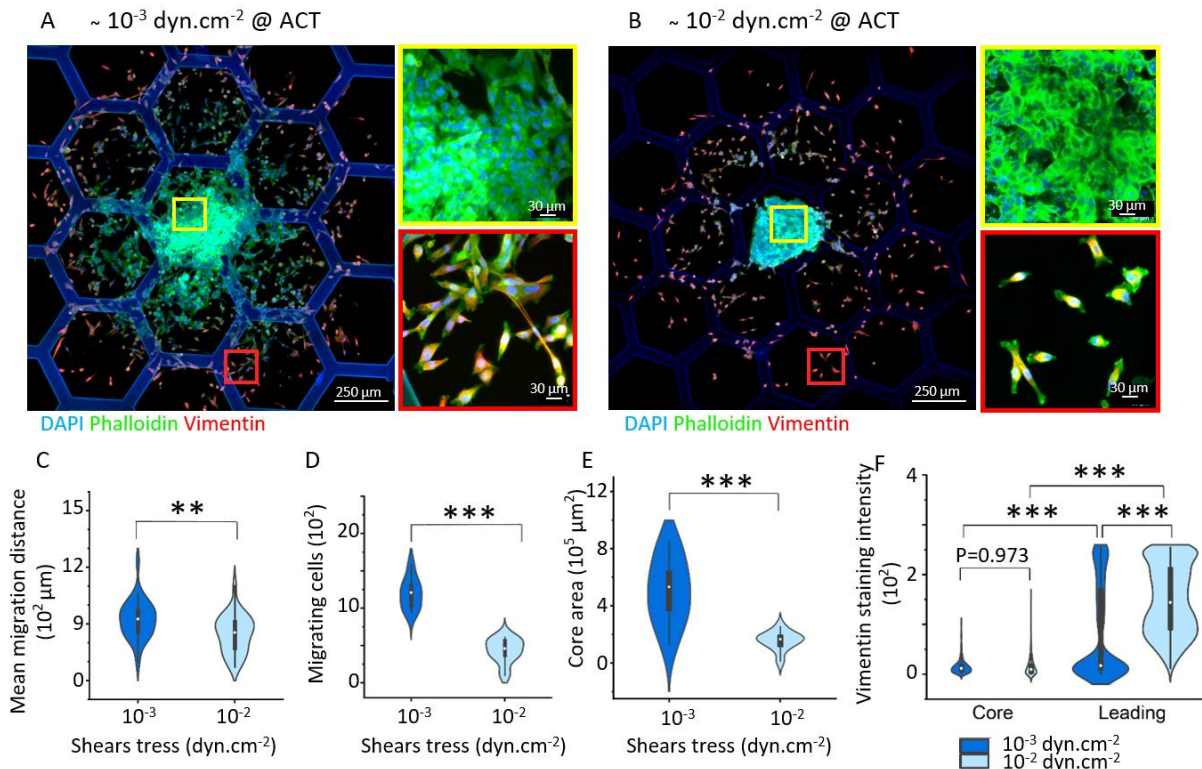 A ~ 10⁻³ dyn.cm⁻² @ ACT
B ~ 10⁻² dyn.cm⁻² @ ACT
30 µm
30 µm
250 µm
30 µm
30 µm
250 µm
DAPI Phalloidin Vimentin
DAPI Phalloidin Vimentin
C
Mean migration distance
(10² µm)
15
9
3
0
**
10⁻³ 10⁻²
Shears tress (dyn.cm⁻²)
D
Migrating cells (10²)
20
10
0
***
10⁻³ 10⁻²
Shears tress (dyn.cm⁻²)
E
Core area (10⁵ µm²)
12
8
4
0
***
10⁻³ 10⁻²
Shears tress (dyn.cm⁻²)
F
Vimentin staining intensity
(10²)
4
2
0
***
*** ***
P=0.973
Core Leading
10⁻³ dyn.cm⁻²
10⁻² dyn.cm⁻²